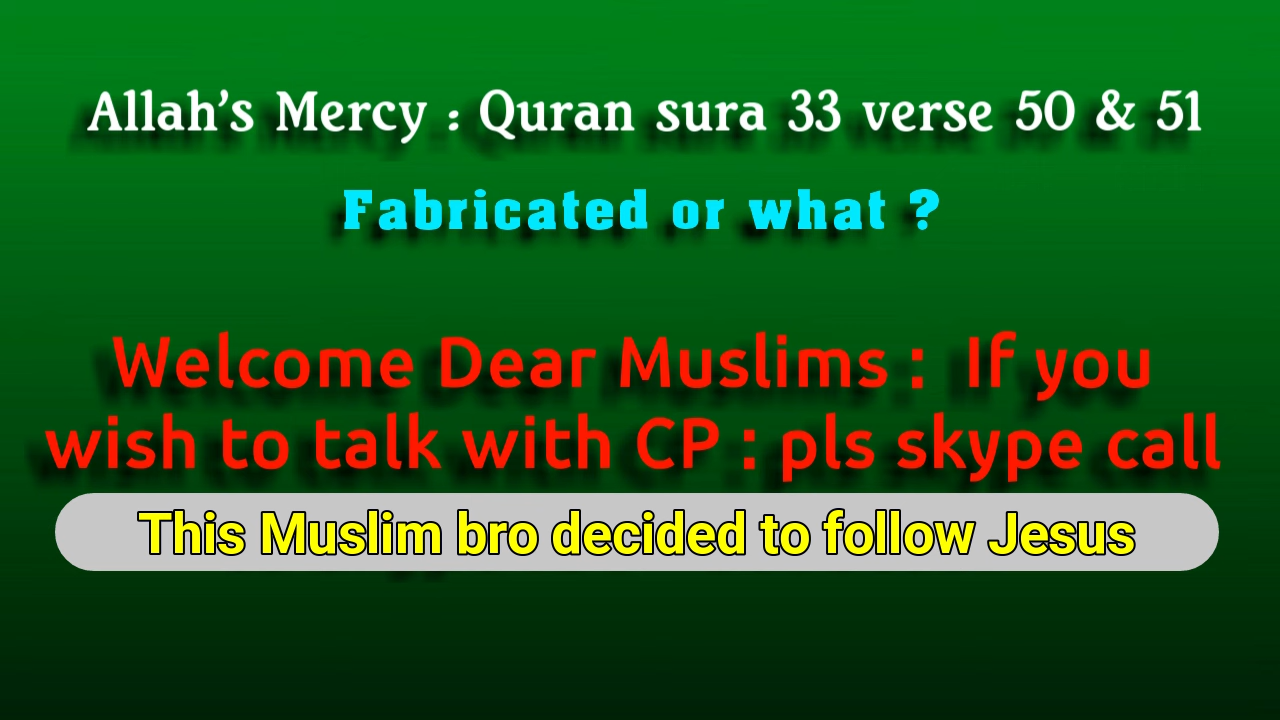 Allah's Mercy : Quran sura 33 verse 50 & 51
Fabricated or what ?
Welcome Dear Muslims : If you
wish to talk with CP : pls skype call
This Muslim bro decided to follow Jesus